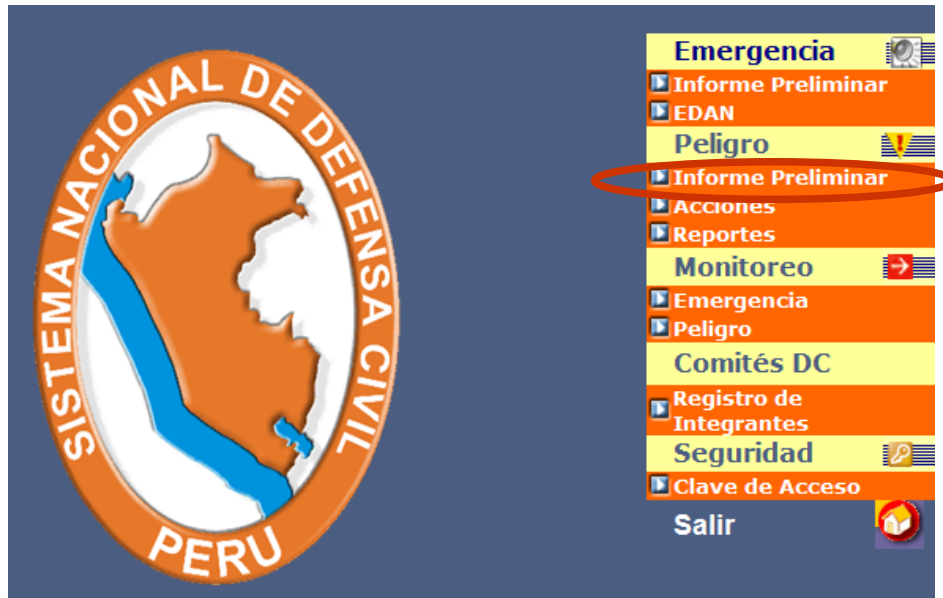 SISTEMA NACIONAL DE DEFENSA CIVIL
PERU
Emergencia
Informe Preliminar
EDAN
Peligro
Informe Preliminar
Acciones
Reportes
Monitoreo
Emergencia
Peligro
Comités DC
Registro de
Integrantes
Seguridad
Clave de Acceso
Salir